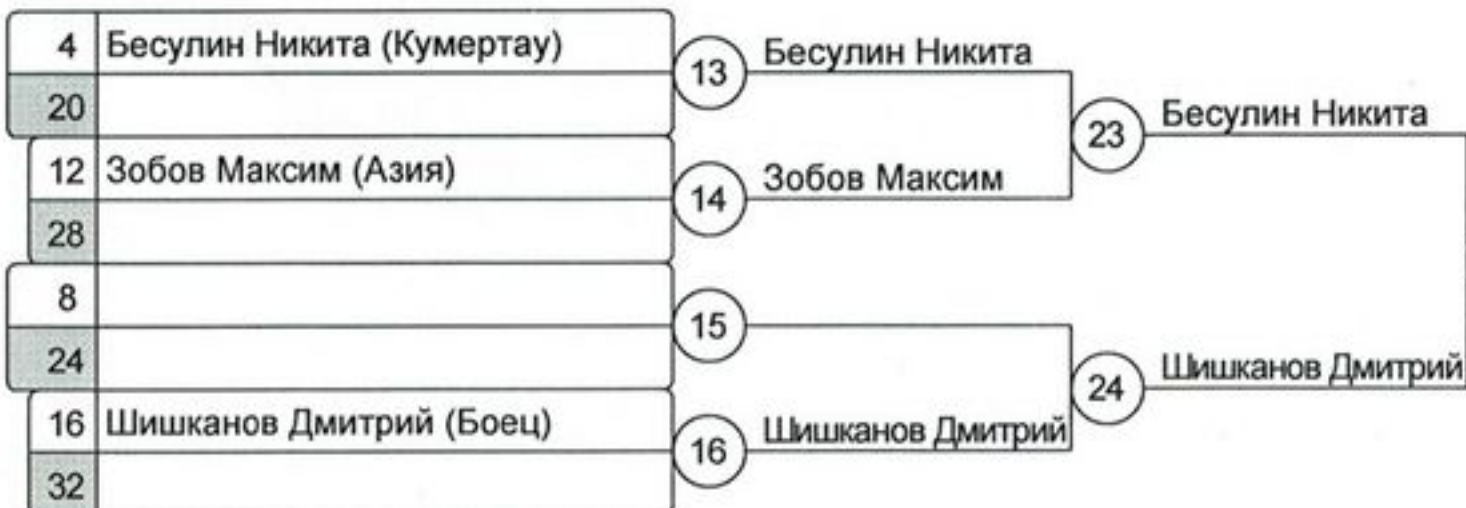 4 Бесулин Никита (Кумертау)
20
13
Бесулин Никита
12 Зобов Максим (Азия)
28
14
Зобов Максим
23
Бесулин Никита
8
24
15
16 Шишканов Дмитрий (Боец)
32
16
Шишканов Дмитрий
24
Шишканов Дмитрий